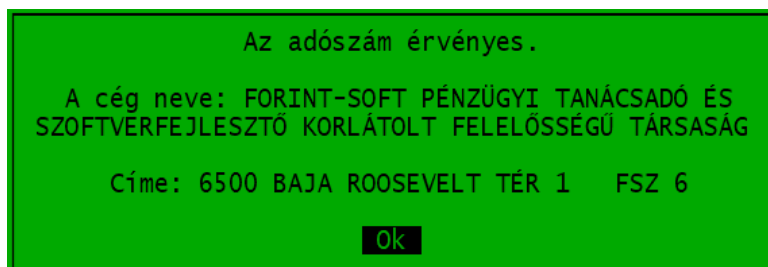 Az adószám érvényes.
A cég neve: FORINT-SOFT PÉNZÜGYI TANÁCSADÓ ÉS
SZOFTVERFEJLESZTŐ KORLÁTOLT FELELŐSSÉGŰ TÁRSASÁG
Címe: 6500 BAJA ROOSEVELT TÉR 1 FSZ 6
Ok